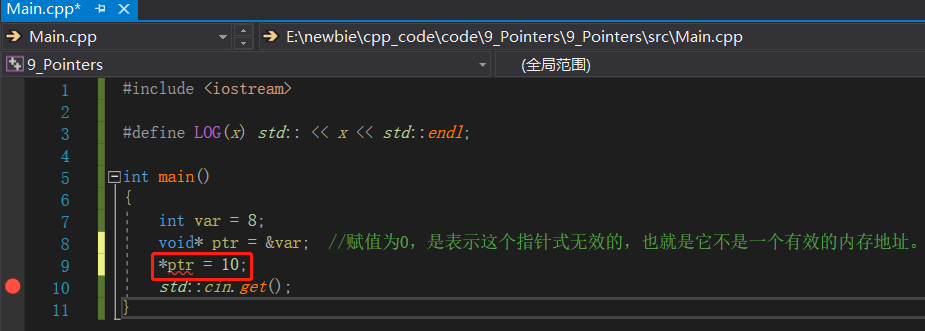 Main.cpp*
Main.cpp E:\newbie\cpp_code\code\9_Pointers\9_Pointers\src\Main.cpp
9_Pointers (全局范围)
1 #include <iostream>
2
3 #define LOG(x) std:: << x << std::endl;
4
5 int main()
6 {
7 int var = 8;
8 void* ptr = &var; //赋值为0，是表示这个指针式无效的，也就是它不是一个有效的内存地址。
9 *ptr = 10;
10 std::cin.get();
11 }